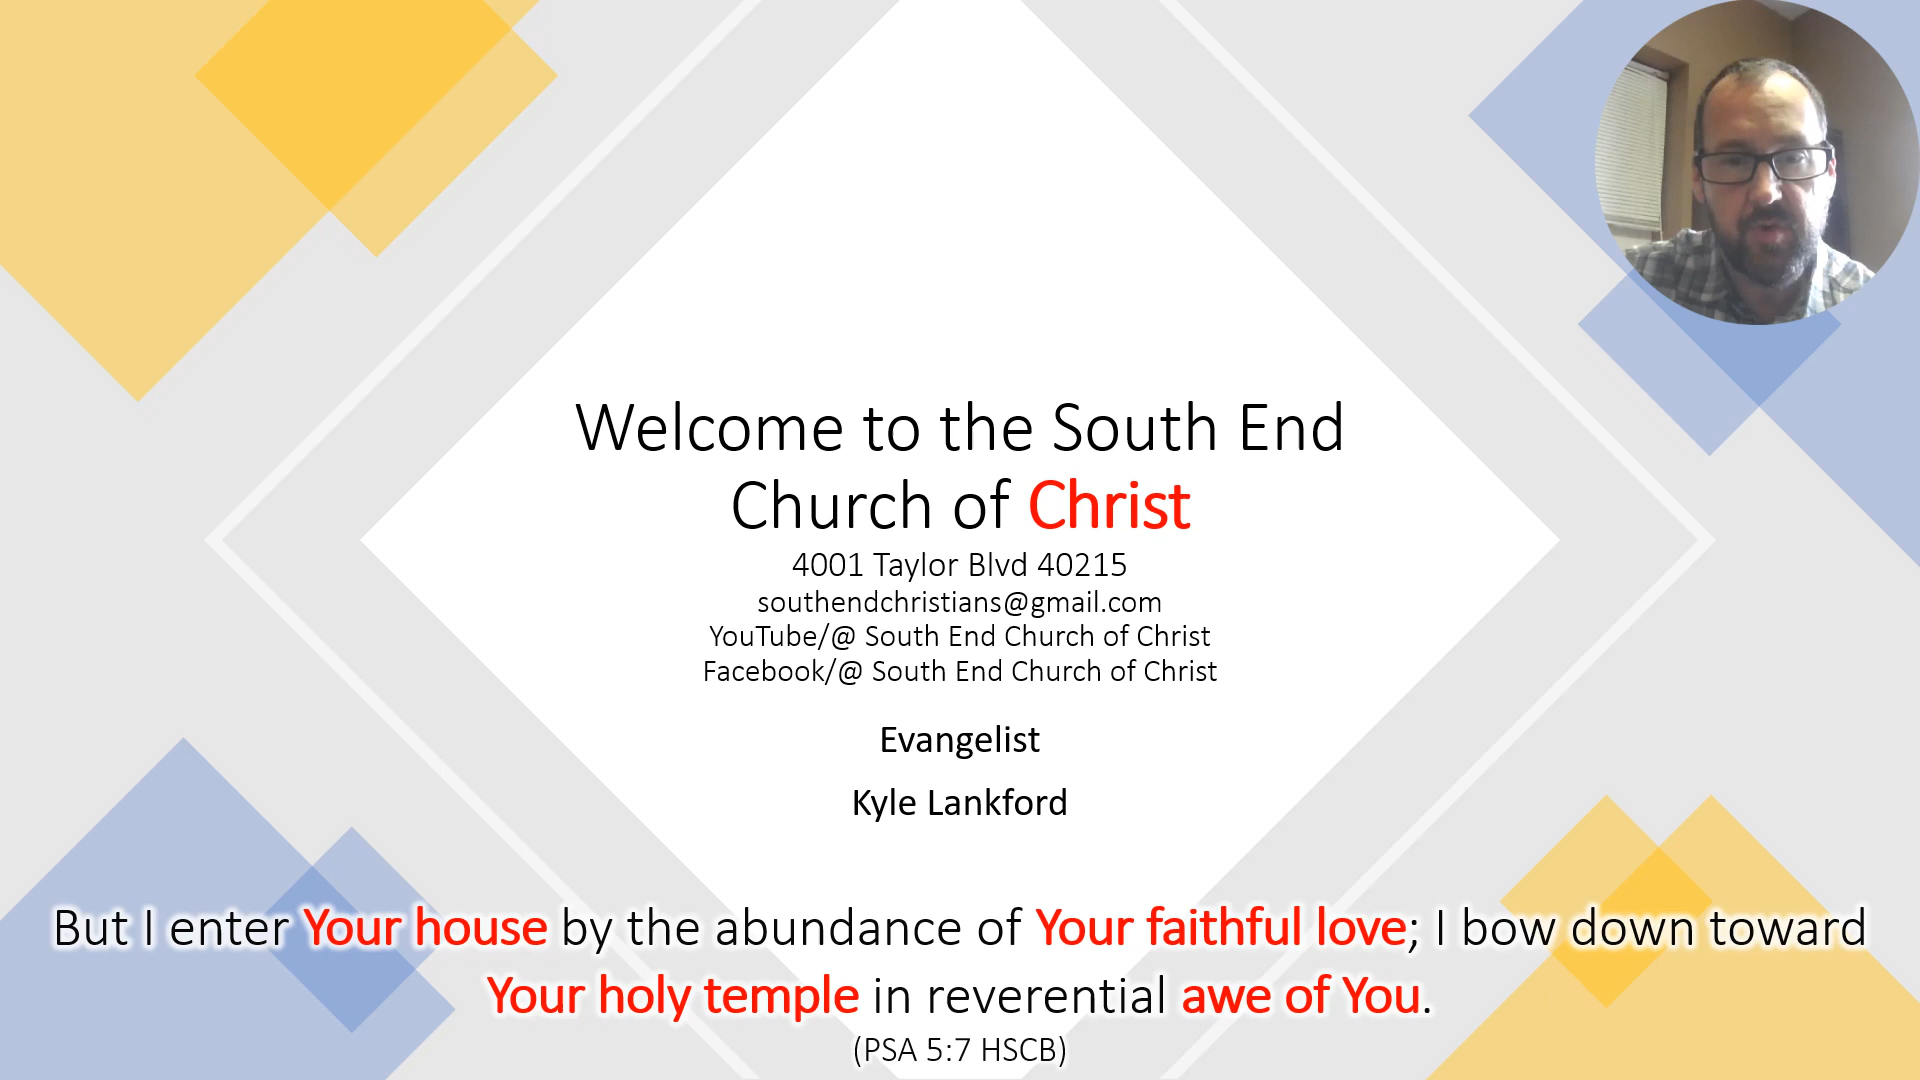 Welcome to the South End
Church of Christ
4001 Taylor Blvd 40215
southendchristians@gmail.com
YouTube/@ South End Church of Christ
Facebook/@ South End Church of Christ
Evangelist
Kyle Lankford
But I enter Your house by the abundance of Your faithful love; I bow down toward
Your holy temple in reverential awe of You.
(PSA 5:7 HSCB)